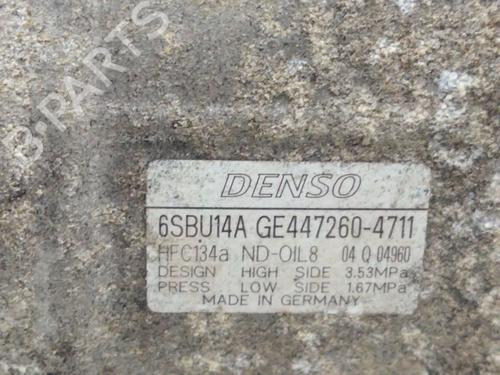 B-PARTS
DENSO
6SBU14A GE447260-4711
HFC134a ND-OIL8 04 Q 04960
DESIGN HIGH SIDE 3.53MPa
PRESS LOW SIDE 1.67MPa
MADE IN GERMANY